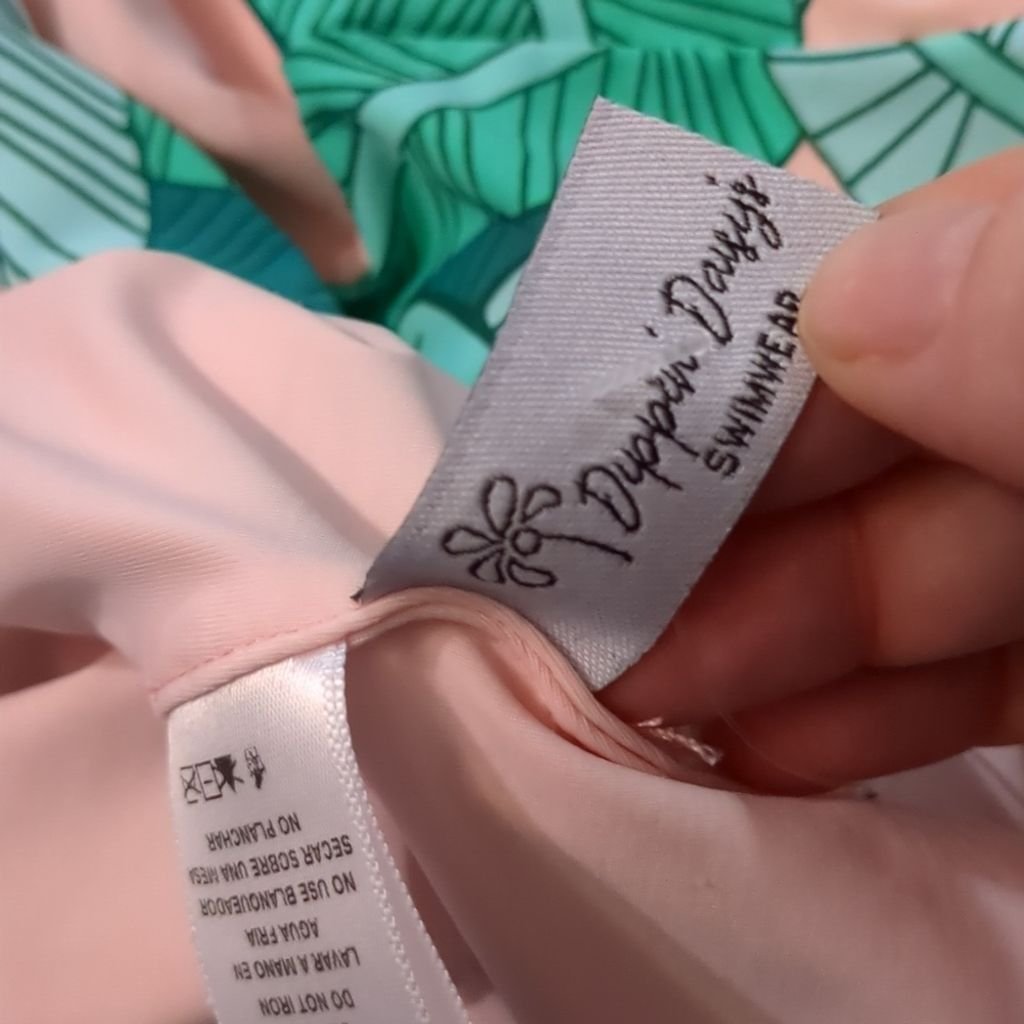 Dippin' Daisy's
SWIMWEAR
DO NOT IRON
LAVAR A MANO EN
AGUA FRIA
NO USE BLANQUEADOR
SECAR SOBRE UNA MESA
NO PLANCHAR